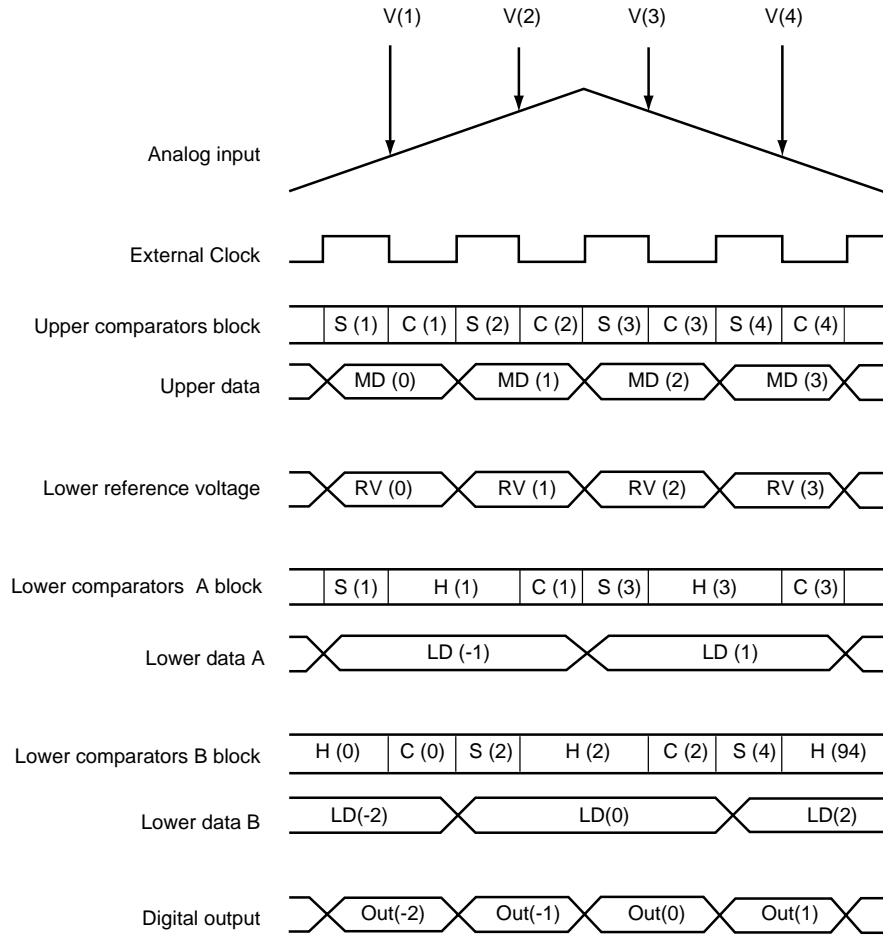 V(1) V(2) V(3) V(4)
Analog input
External Clock
Upper comparators block S (1) C (1) S (2) C (2) S (3) C (3) S (4) C (4)
Upper data MD (0) MD (1) MD (2) MD (3)
Lower reference voltage RV (0) RV (1) RV (2) RV (3)
Lower comparators A block S (1) H (1) C (1) S (3) H (3) C (3)
Lower data A LD (-1) LD (1)
Lower comparators B block H (0) C (0) S (2) H (2) C (2) S (4) H (94)
Lower data B LD(-2) LD(0) LD(2)
Digital output Out(-2) Out(-1) Out(0) Out(1)